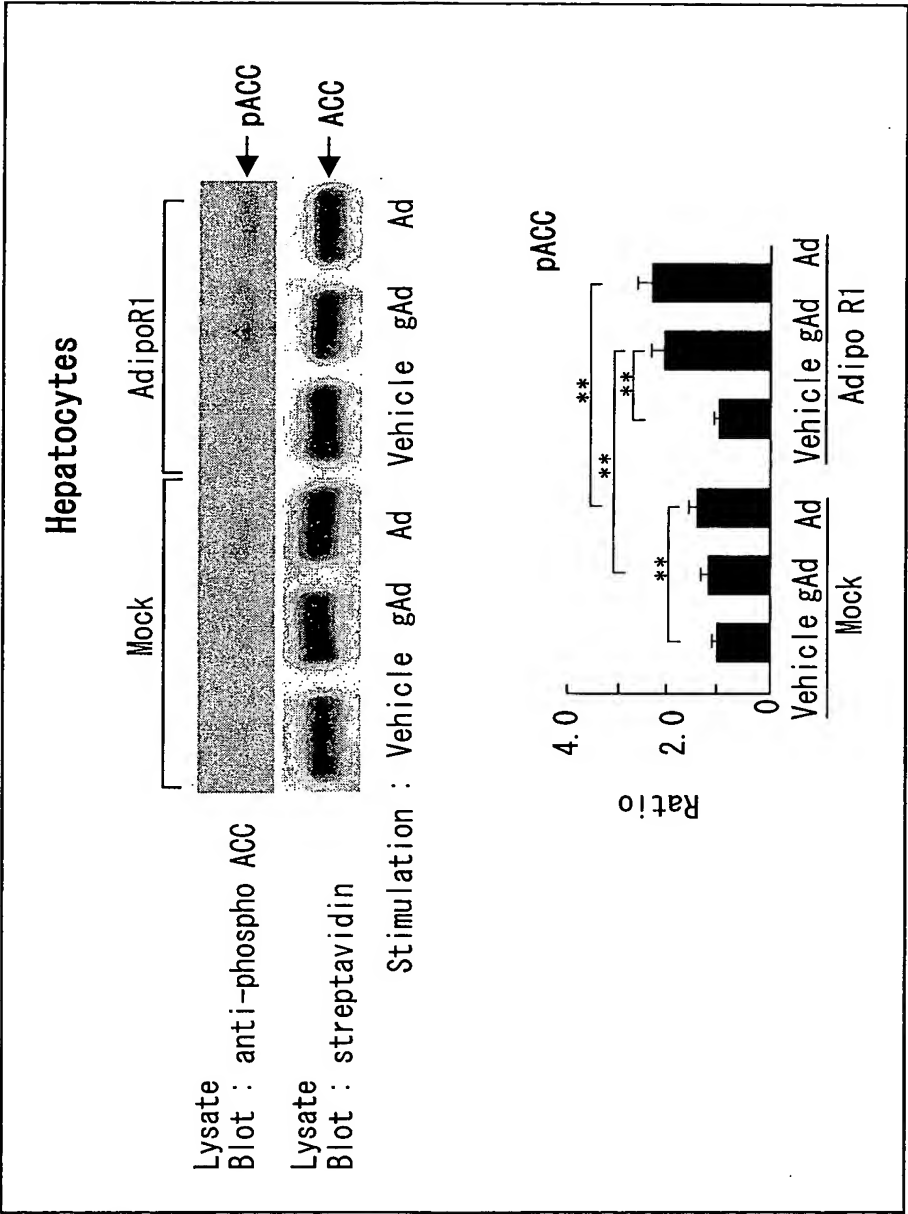 Hepatocytes
Mock AdipoR1
Lysate
Blot : anti-phospho ACC ← pACC
Lysate
Blot : streptavidin ← ACC
Stimulation : Vehicle gAd Ad Vehicle gAd Ad
pACC
Ratio
4.0
2.0
0
**
**
**
**
Vehicle gAd Ad Vehicle gAd Ad
Mock Adipo R1